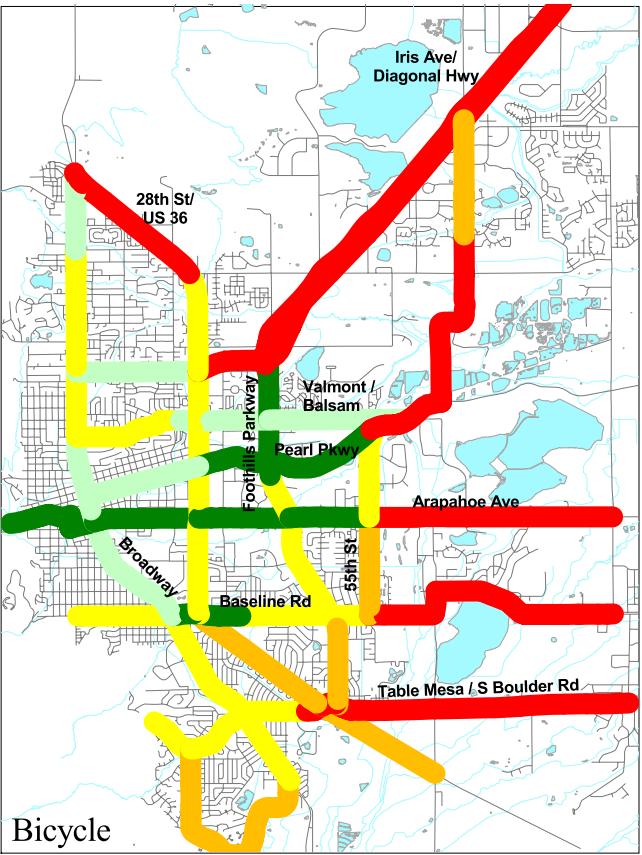 Iris Ave/
Diagonal Hwy
28th St/
US 36
Foothills Parkway
Valmont /
Balsam
Pearl Pkwy
Arapahoe Ave
Broadway
55th St
Baseline Rd
Table Mesa / S Boulder Rd
Bicycle